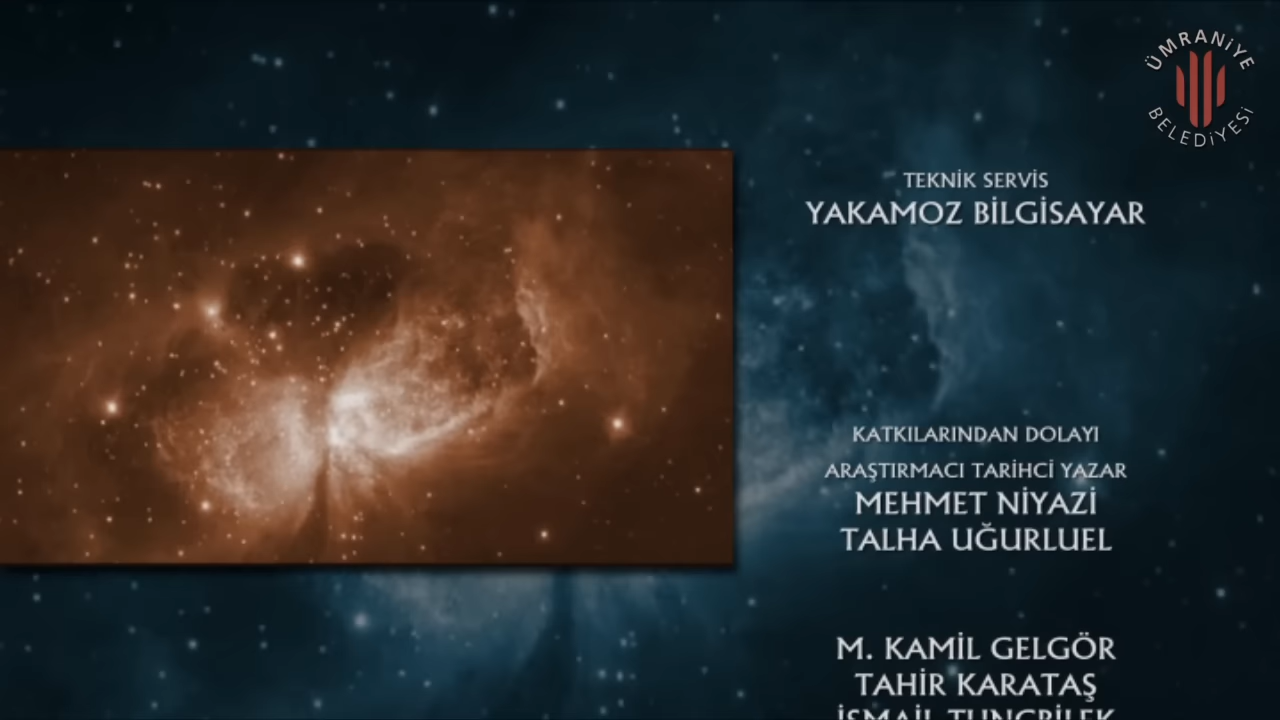 ÜMRANİYE
BELEDİYESİ
TEKNİK SERVİS
YAKAMOZ BİLGİSAYAR
KATKILARINDAN DOLAYI
ARAŞTIRMACI TARİHCİ YAZAR
MEHMET NİYAZİ
TALHA UĞURLUEL
M. KAMİL GELGÖR
TAHİR KARATAŞ
İSMAİL